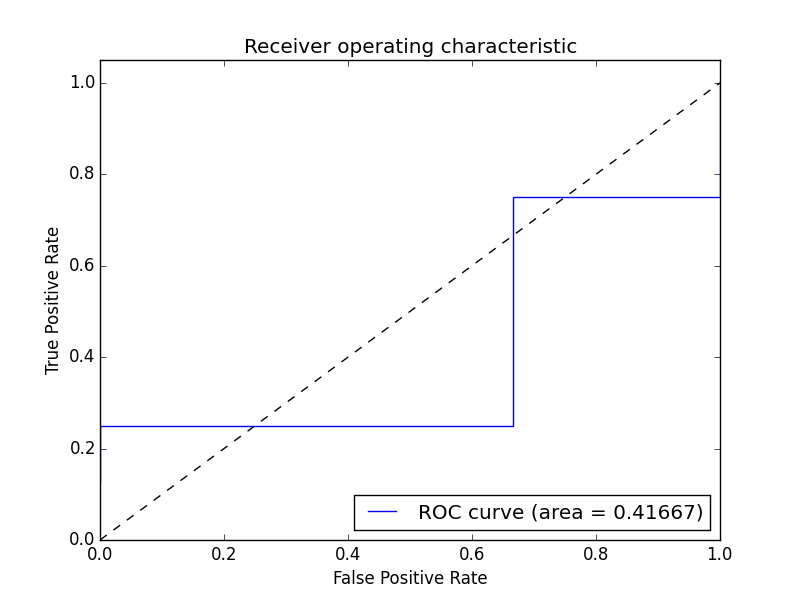 Receiver operating characteristic
1.0
0.8
0.6
0.4
0.2
0.0
True Positive Rate
ROC curve (area = 0.41667)
0.0 0.2 0.4 0.6 0.8 1.0
False Positive Rate